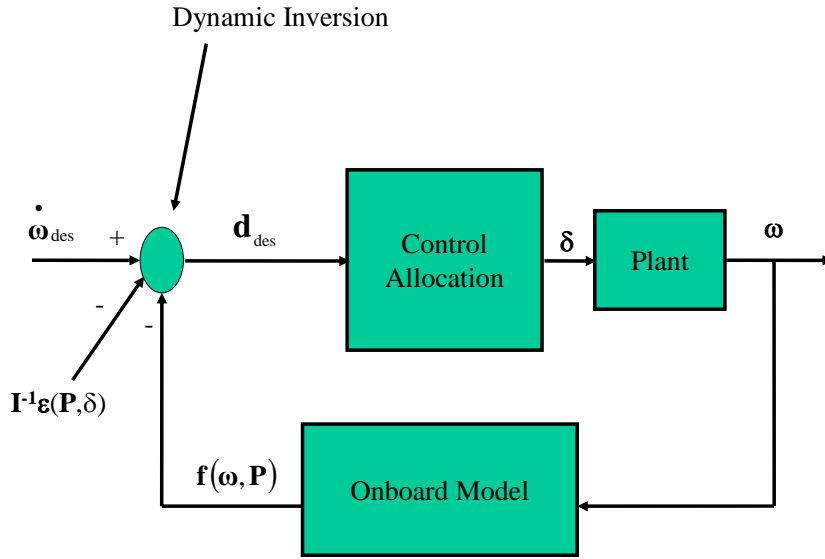 Dynamic Inversion
ω̇des
+
ddes
Control
Allocation
δ
Plant
ω
-
-
I-1ε(P,δ)
f(ω, P)
Onboard Model